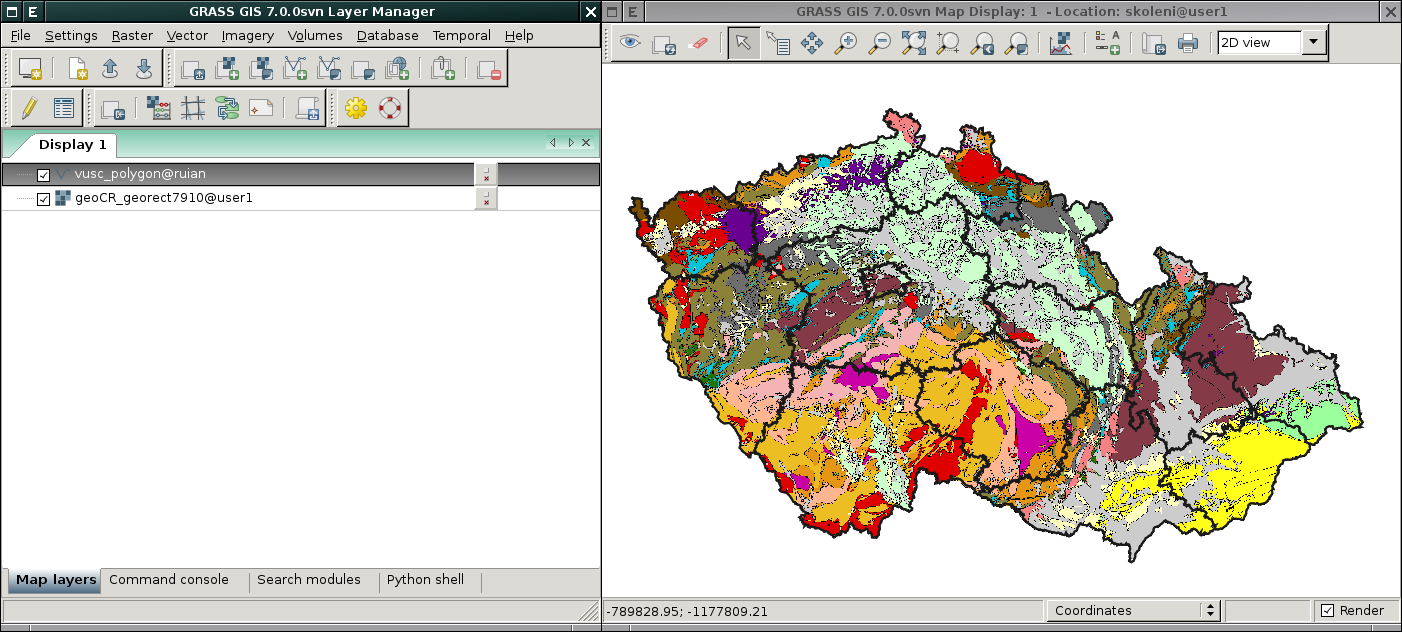 E GRASS GIS 7.0.0svn Layer Manager
File Settings Raster Vector Imagery Volumes Database Temporal Help
Display 1
vusc_polygon@ruian
geoCR_georect7910@user1
Map layers Command console Search modules Python shell
E GRASS GIS 7.0.0svn Map Display: 1 - Location: skoleni@user1
A
2D view
-789828.95; -1177809.21 Coordinates Render